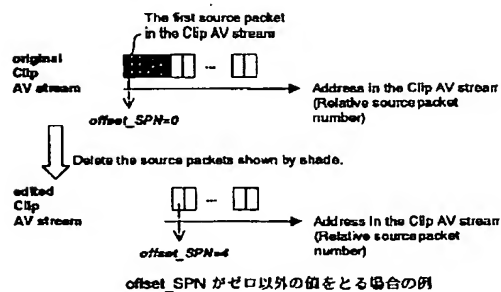 The first source packet
in the Clip AV stream
original
Clip
AV stream
Address in the Clip AV stream
(Relative source packet
number)
offset_SPN=0
Delete the source packets shown by shade.
edited
Clip
AV stream
Address in the Clip AV stream
(Relative source packet
number)
offset_SPN=4
offset_SPN がゼロ以外の値をとる場合の例